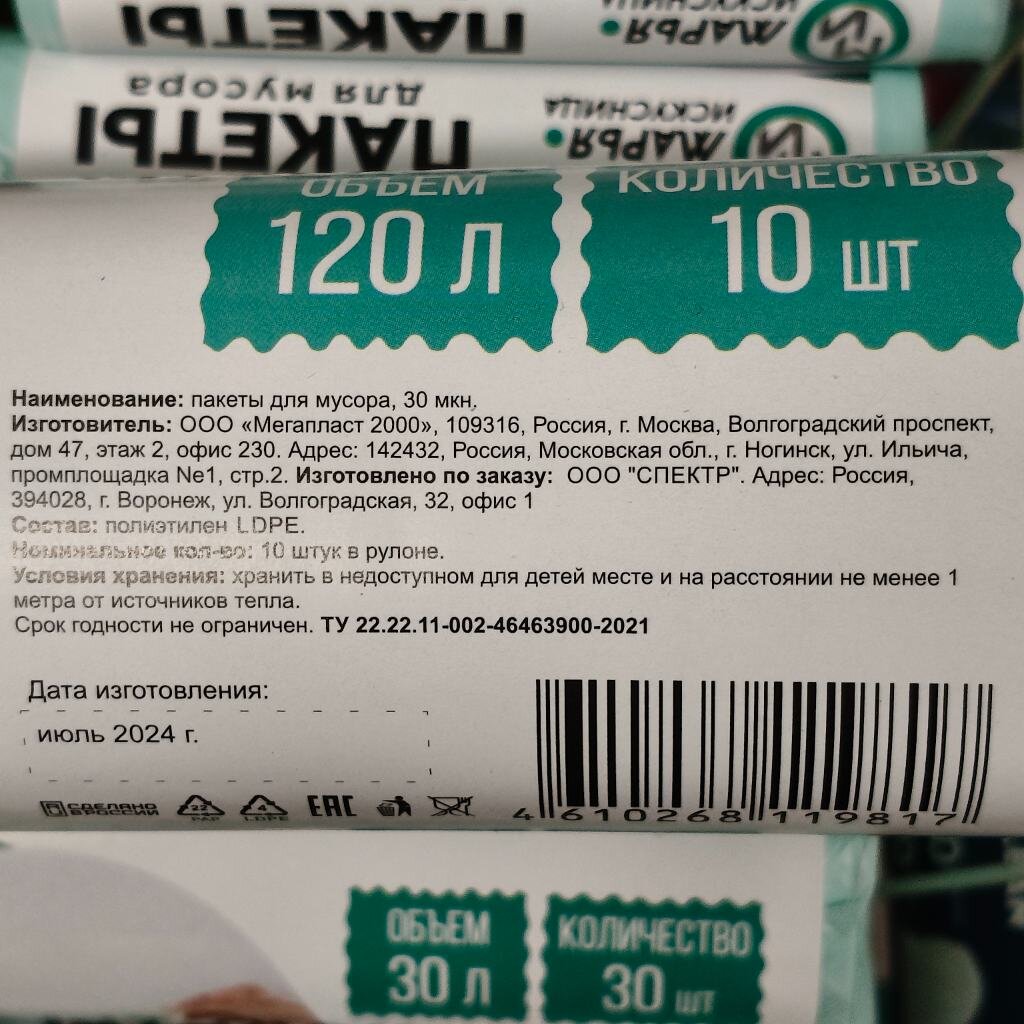 ПАКЕТЫ
МАРЬЯ
ИСКУСНИЦА
ПАКЕТЫ
для мусора
МАРЬЯ
ИСКУСНИЦА
ОБЪЕМ
120 Л
КОЛИЧЕСТВО
10 ШТ
Наименование: пакеты для мусора, 30 мкн.
Изготовитель: ООО «Мегапласт 2000», 109316, Россия, г. Москва, Волгоградский проспект,
дом 47, этаж 2, офис 230. Адрес: 142432, Россия, Московская обл., г. Ногинск, ул. Ильича,
промплощадка №1, стр.2. Изготовлено по заказу: ООО "СПЕКТР". Адрес: Россия,
394028, г. Воронеж, ул. Волгоградская, 32, офис 1
Состав: полиэтилен LDPE.
Номинальное кол-во: 10 штук в рулоне.
Условия хранения: хранить в недоступном для детей месте и на расстоянии не менее 1
метра от источников тепла.
Срок годности не ограничен. ТУ 22.22.11-002-46463900-2021
Дата изготовления:
июль 2024 г.
СДЕЛАНО
В РОССИИ
22
PAP
4
LDPE
EAC
4 610268 119817
ОБЪЕМ
30 Л
КОЛИЧЕСТВО
30 ШТ